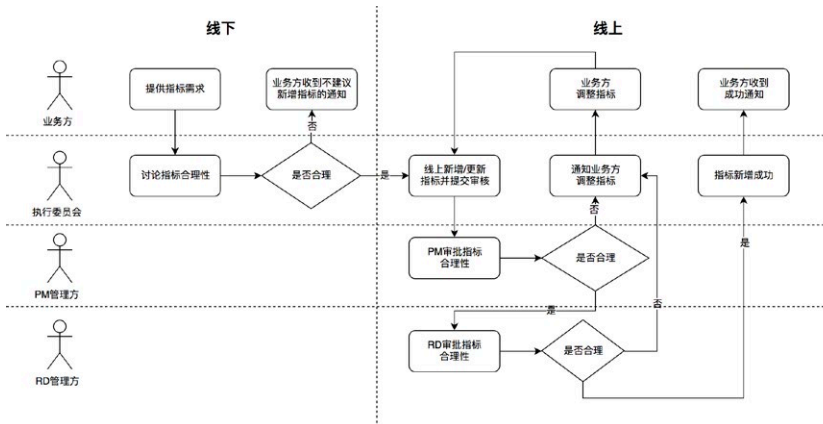 线下
线上
业务方
提供指标需求
业务方收到不建议
新增指标的通知
业务方
调整指标
业务方收到
成功通知
否
执行委员会
讨论指标合理性
是否合理
是
线上新增/更新
指标并提交审核
通知业务方
调整指标
指标新增成功
否
是
PM管理方
PM审批指标
合理性
是否合理
否
是
RD管理方
RD审批指标
合理性
是否合理